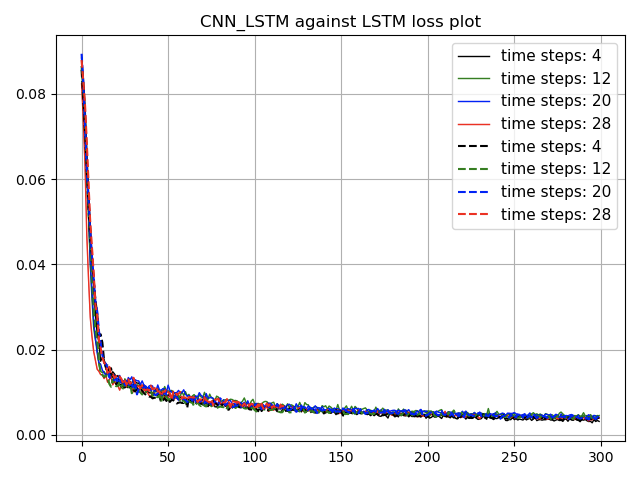 CNN_LSTM against LSTM loss plot
time steps: 4
time steps: 12
time steps: 20
time steps: 28
time steps: 4
time steps: 12
time steps: 20
time steps: 28
0.08
0.06
0.04
0.02
0.00
0 50 100 150 200 250 300